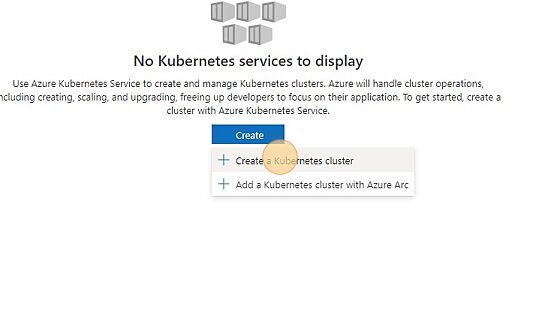 No Kubernetes services to display
Use Azure Kubernetes Service to create and manage Kubernetes clusters. Azure will handle cluster operations,
ncluding creating, scaling, and upgrading, freeing up developers to focus on their application. To get started, create a
cluster with Azure Kubernetes Service.
Create
Create a Kubernetes cluster
Add a Kubernetes cluster with Azure Arc